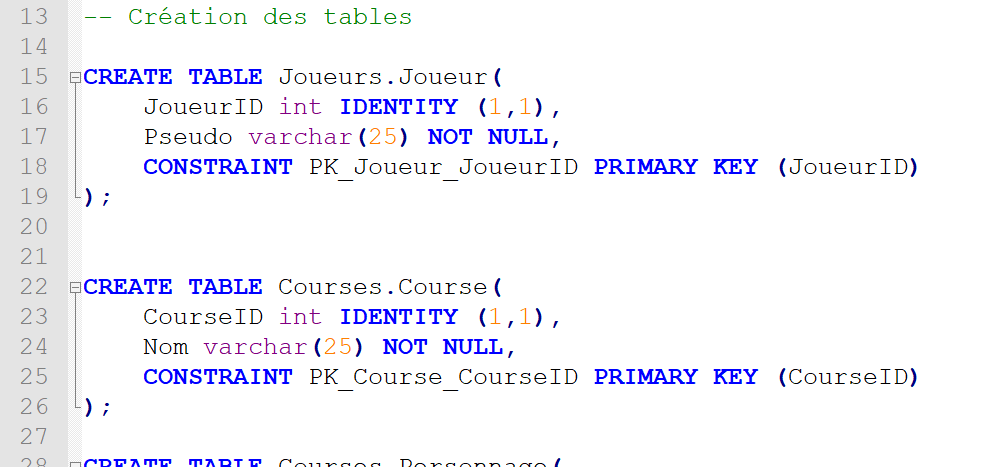 13 -- Création des tables
14
15 CREATE TABLE Joueurs.Joueur(
16 JoueurID int IDENTITY (1,1),
17 Pseudo varchar(25) NOT NULL,
18 CONSTRAINT PK_Joueur_JoueurID PRIMARY KEY (JoueurID)
19 );
20
21
22 CREATE TABLE Courses.Course(
23 CourseID int IDENTITY (1,1),
24 Nom varchar(25) NOT NULL,
25 CONSTRAINT PK_Course_CourseID PRIMARY KEY (CourseID)
26 );
27
28 CREATE TABLE Courses.Personnage(